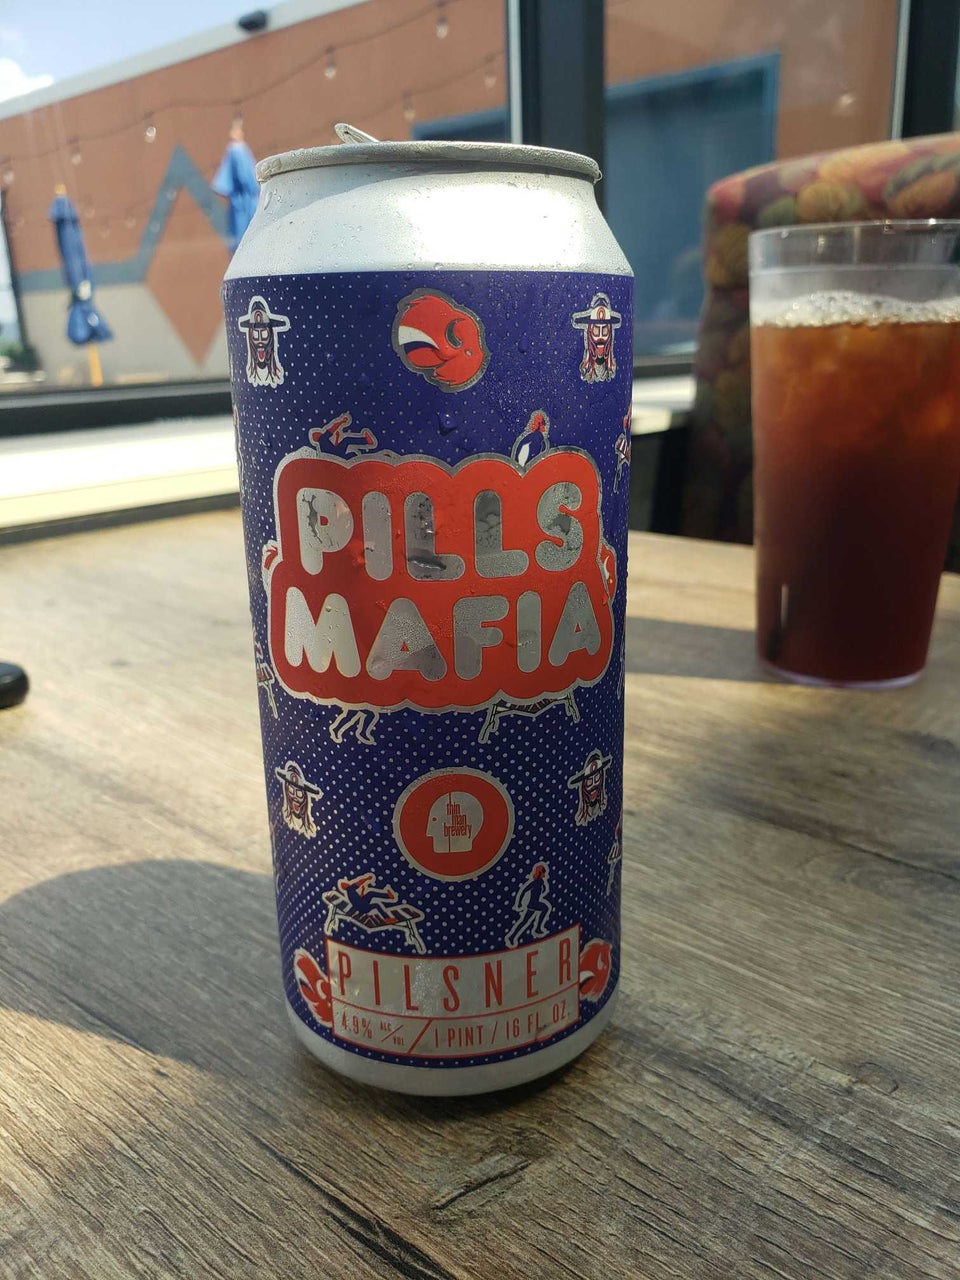 PILLS
MAFIA
thin
man
brewery
PILSNER
4.9% ALC/VOL / 1 PINT / 16 FL. OZ.